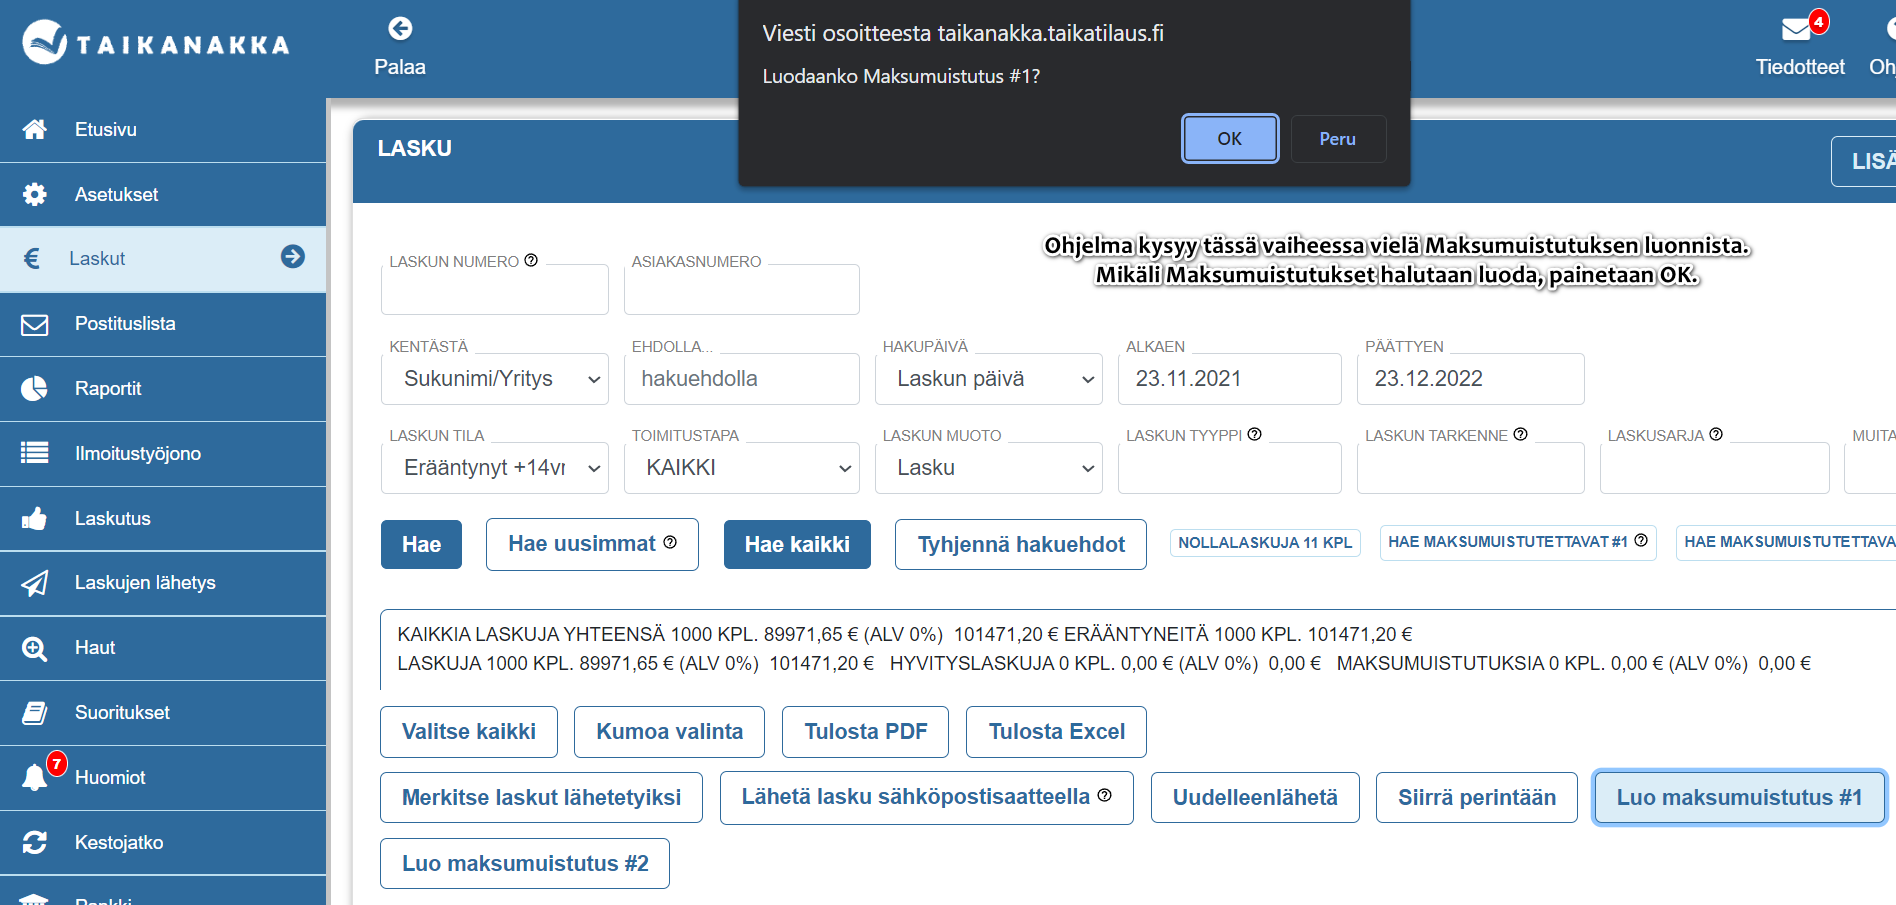 TAIKANAKKA
Palaa
Viesti osoitteesta taikanakka.taikatilaus.fi
Luodaanko Maksumuistutus #1?
OK
Peru
4
Tiedotteet
Oh
Etusivu
Asetukset
Laskut
Postituslista
Raportit
Ilmoitustyöjono
Laskutus
Laskujen lähetys
Haut
Suoritukset
7
Huomiot
Kestojatko
Pankki
LASKU
LISÄ
Ohjelma kysyy tässä vaiheessa vielä Maksumuistutuksen luonnista.
Mikäli Maksumuistutukset halutaan luoda, painetaan OK.
LASKUN NUMERO
ASIAKASNUMERO
KENTÄSTÄ
EHDOLLA...
HAKUPÄIVÄ
ALKAEN
PÄÄTTYEN
Sukunimi/Yritys
hakuehdolla
Laskun päivä
23.11.2021
23.12.2022
LASKUN TILA
TOIMITUSTAPA
LASKUN MUOTO
LASKUN TYYPPI
LASKUN TARKENNE
LASKUSARJA
MUITA
Erääntynyt +14vr
KAIKKI
Lasku
Hae
Hae uusimmat
Hae kaikki
Tyhjennä hakuehdot
NOLLALASKUJA 11 KPL
HAE MAKSUMUISTUTETTAVAT #1
HAE MAKSUMUISTUTETTAVA
KAIKKIA LASKUJA YHTEENSÄ 1000 KPL. 89971,65 € (ALV 0%) 101471,20 € ERÄÄNTYNEITÄ 1000 KPL. 101471,20 €
LASKUJA 1000 KPL. 89971,65 € (ALV 0%) 101471,20 € HYVITYSLASKUJA 0 KPL. 0,00 € (ALV 0%) 0,00 € MAKSUMUISTUTUKSIA 0 KPL. 0,00 € (ALV 0%) 0,00 €
Valitse kaikki
Kumoa valinta
Tulosta PDF
Tulosta Excel
Merkitse laskut lähetetyiksi
Lähetä lasku sähköpostisaatteella
Uudelleenlähetä
Siirrä perintään
Luo maksumuistutus #1
Luo maksumuistutus #2